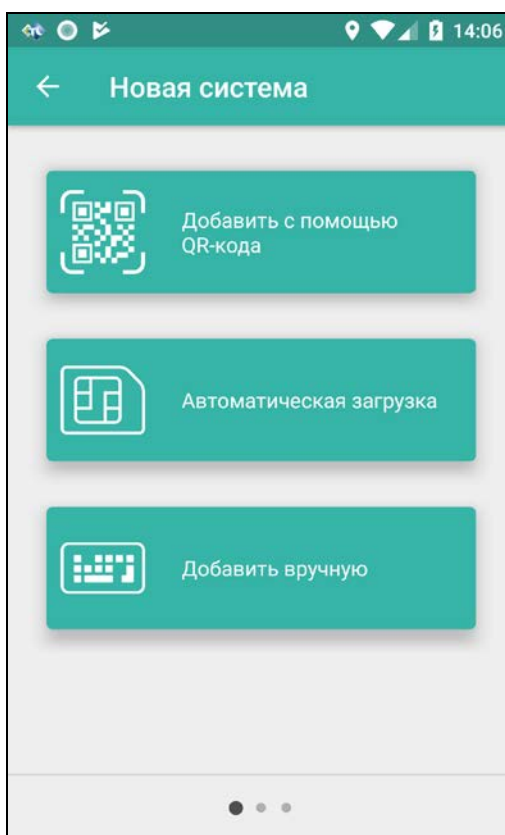 14:06
Новая система
Добавить с помощью
QR-кода
Автоматическая загрузка
Добавить вручную